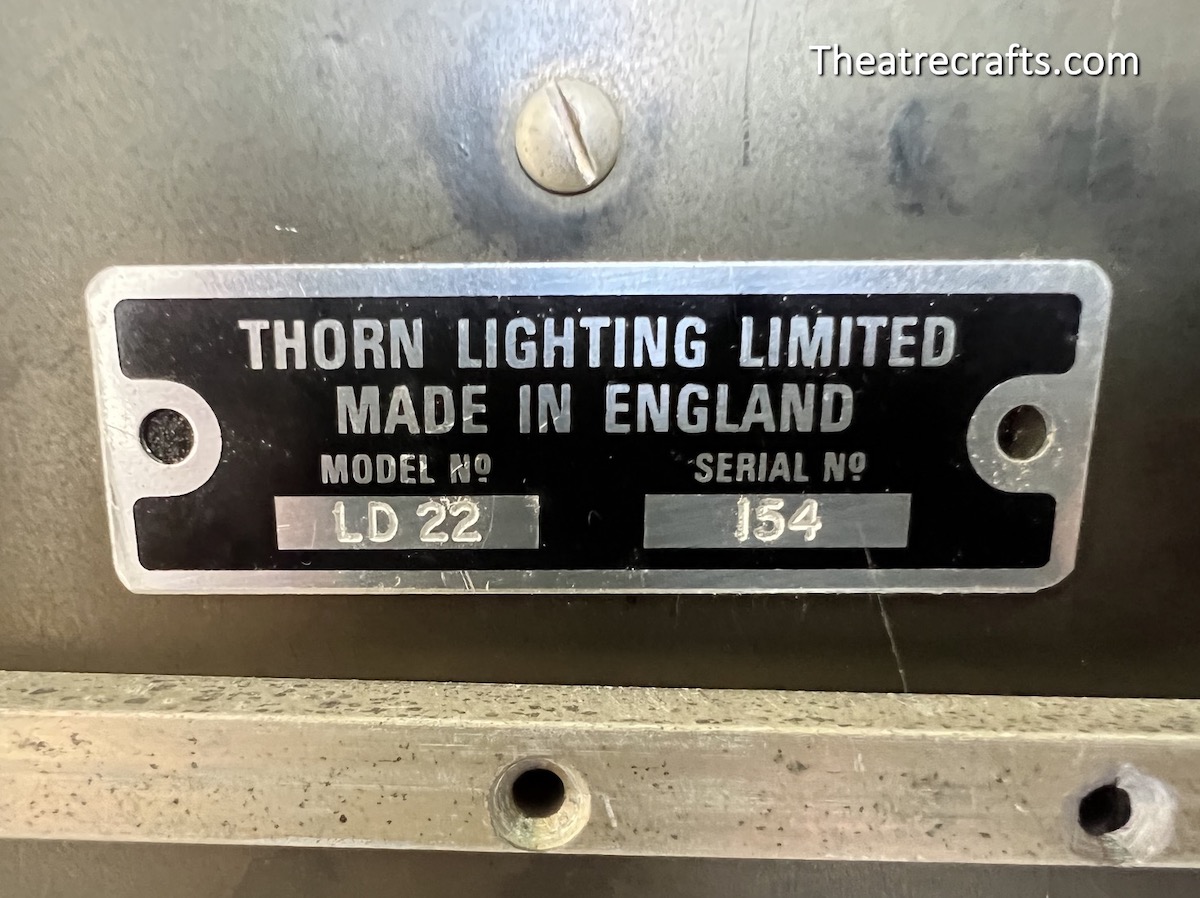 Theatrecrafts.com
THORN LIGHTING LIMITED
MADE IN ENGLAND
MODEL Nº SERIAL Nº
LD 22 154